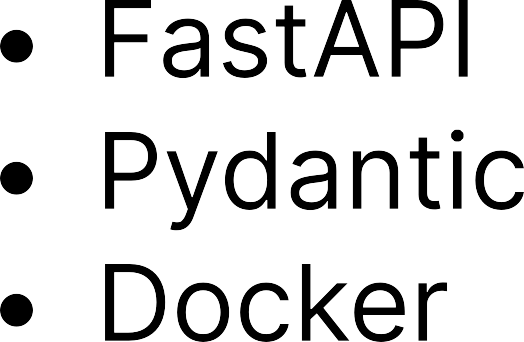 • FastAPI
• Pydantic
• Docker